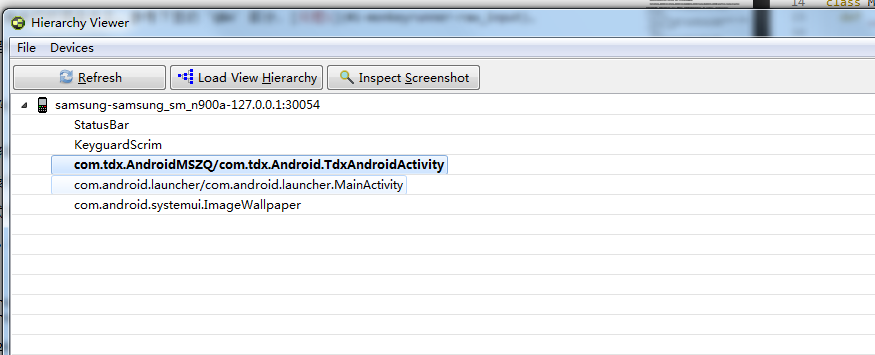 14 class M
Hierarchy Viewer
File Devices
Refresh Load View Hierarchy Inspect Screenshot
samsung-samsung_sm_n900a-127.0.0.1:30054
StatusBar
KeyguardScrim
com.tdx.AndroidMSZQ/com.tdx.Android.TdxAndroidActivity
com.android.launcher/com.android.launcher.MainActivity
com.android.systemui.ImageWallpaper